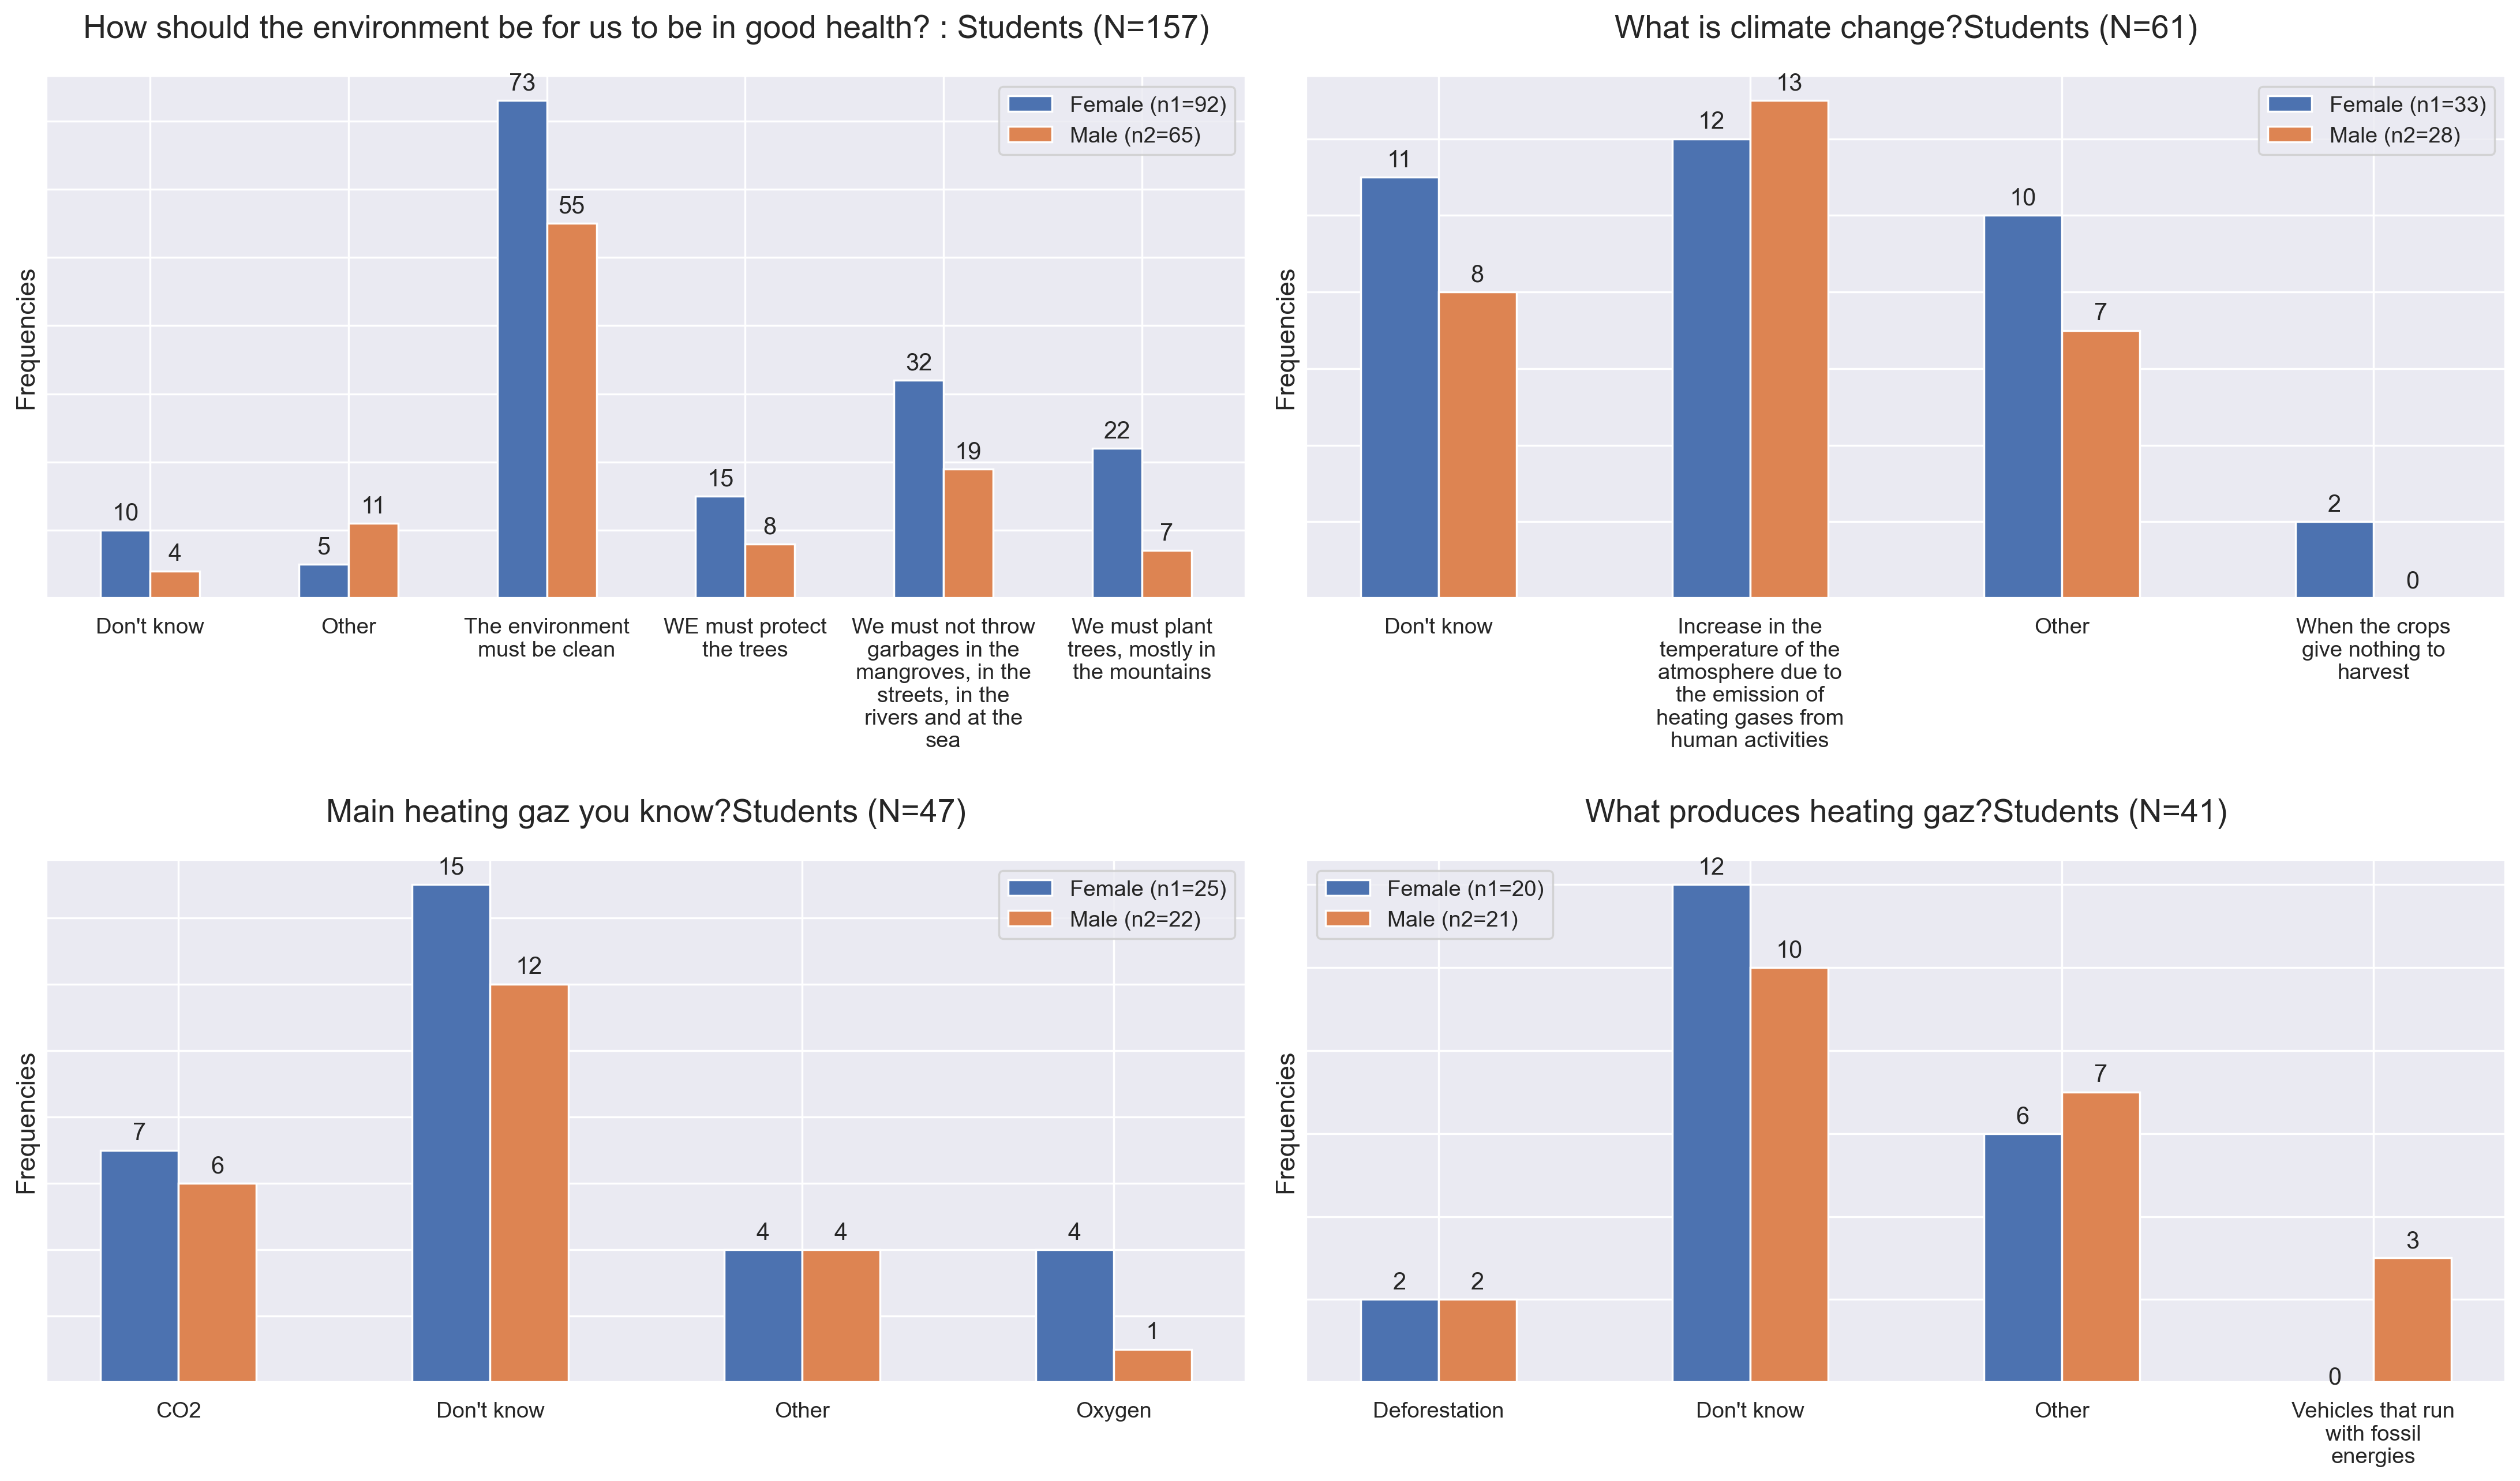 How should the environment be for us to be in good health? : Students (N=157)
73
Female (n1=92)
Male (n2=65)
55
32
22
19
15
11
10
8
7
5
4
Frequencies
Don't know
Other
The environment
must be clean
WE must protect
the trees
We must not throw
garbages in the
mangroves, in the
streets, in the
rivers and at the
sea
We must plant
trees, mostly in
the mountains
What is climate change?Students (N=61)
13
Female (n1=33)
Male (n2=28)
12
11
10
8
7
2
0
Frequencies
Don't know
Increase in the
temperature of the
atmosphere due to
the emission of
heating gases from
human activities
Other
When the crops
give nothing to
harvest
Main heating gaz you know?Students (N=47)
15
Female (n1=25)
Male (n2=22)
12
7
6
4
4
4
1
Frequencies
CO2
Don't know
Other
Oxygen
What produces heating gaz?Students (N=41)
12
Female (n1=20)
Male (n2=21)
10
7
6
3
2
2
0
Frequencies
Deforestation
Don't know
Other
Vehicles that run
with fossil
energies